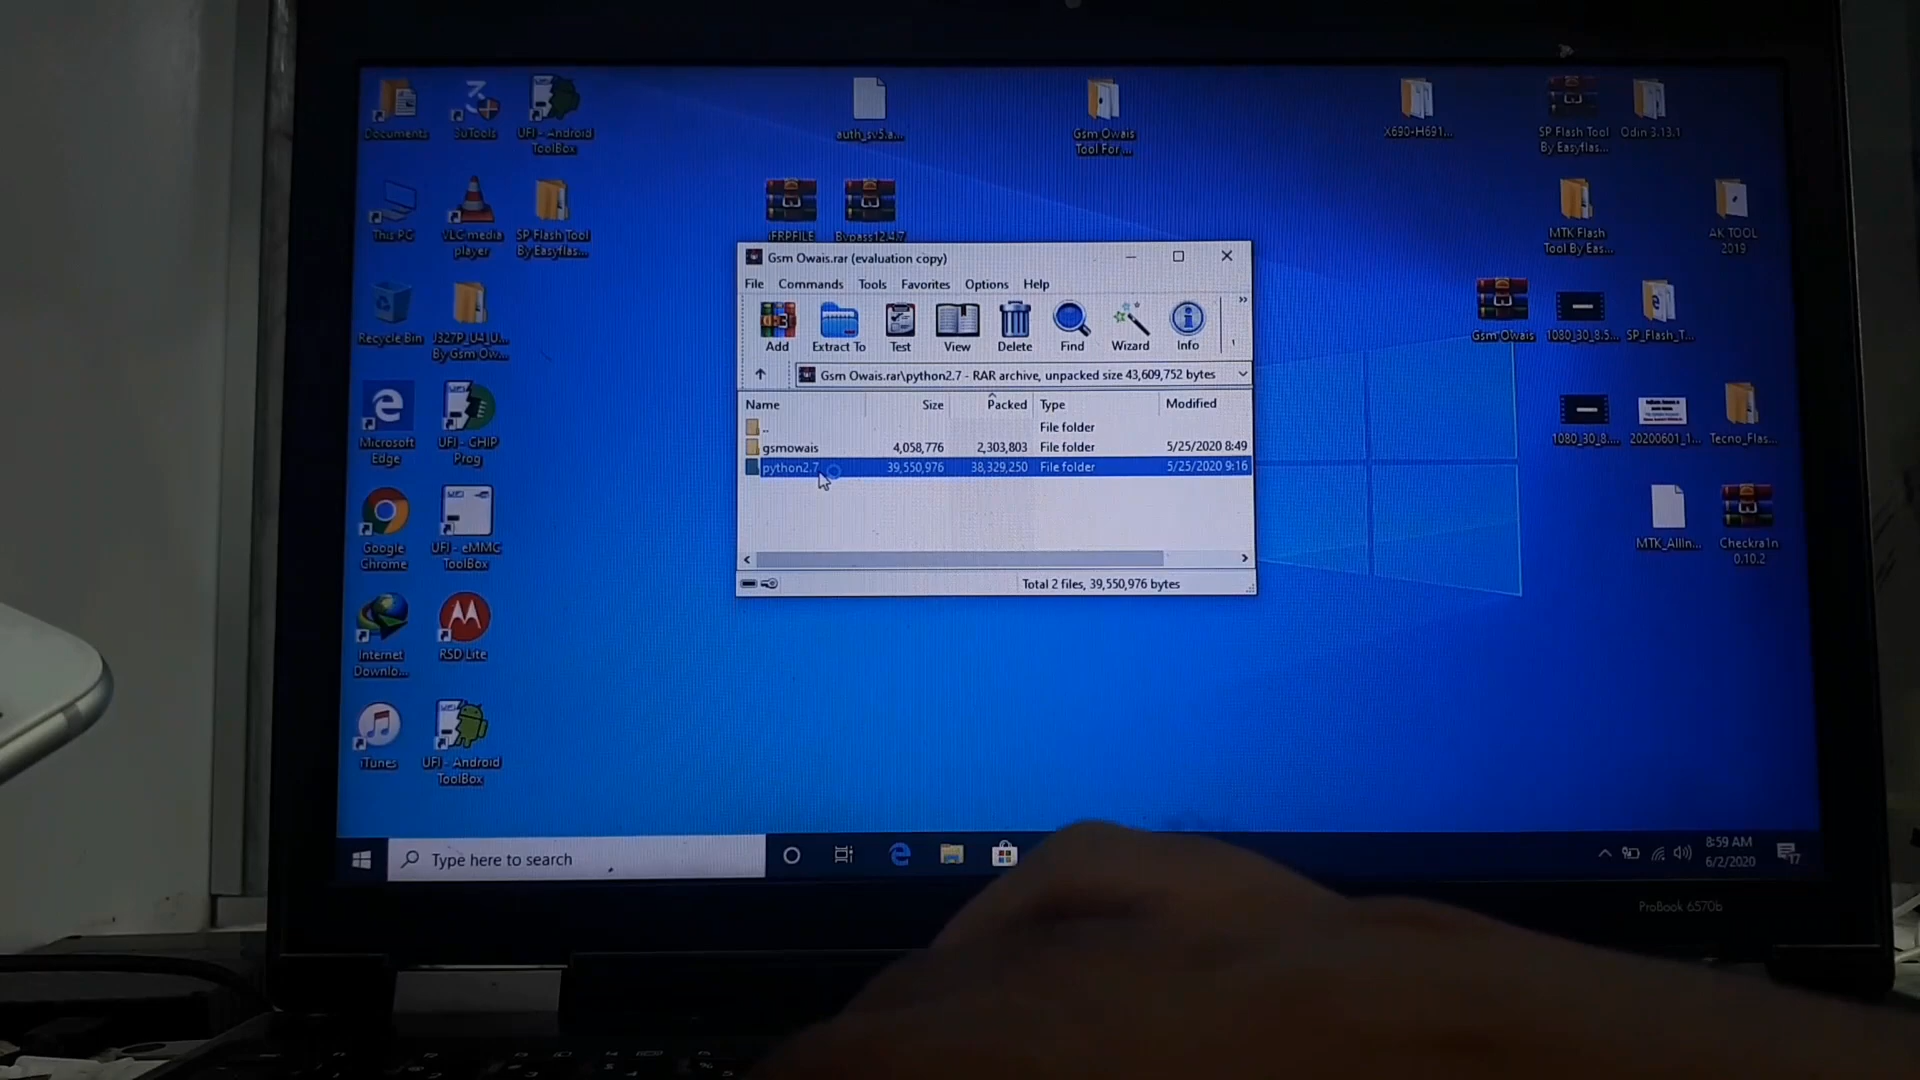 Documents
3uTools
UFI - Android
ToolBox
auth_sv5.a...
Gsm Owais
Tool For ...
X690-H691...
SP Flash Tool
By Easyflas...
Odin 3.13.1
This PC
VLC media
player
SP Flash Tool
By Easyflas...
iFRPFILE
Bypass12.4.7
MTK Flash
Tool By Eas...
AK TOOL
2019
Recycle Bin
J327P_U4_U...
By Gsm Ow...
Gsm Owais
1080_30_8.5...
SP_Flash_T...
Microsoft
Edge
UFI - CHIP
Prog
1080_30_8....
20200601_1...
Tecno_Flas...
Google
Chrome
UFI - eMMC
ToolBox
MTK_AllIn...
Checkra1n
0.10.2
Internet
Downlo...
RSD Lite
iTunes
UFI - Android
ToolBox
Gsm Owais.rar (evaluation copy)
File Commands Tools Favorites Options Help
Add Extract To Test View Delete Find Wizard Info
Gsm Owais.rar\python2.7 - RAR archive, unpacked size 43,609,752 bytes
Name Size Packed Type Modified
.. File folder
gsmowais 4,058,776 2,303,803 File folder 5/25/2020 8:49
python2.7 39,550,976 38,329,250 File folder 5/25/2020 9:16
Total 2 files, 39,550,976 bytes
Type here to search
8:59 AM
6/2/2020
17
ProBook 6570b